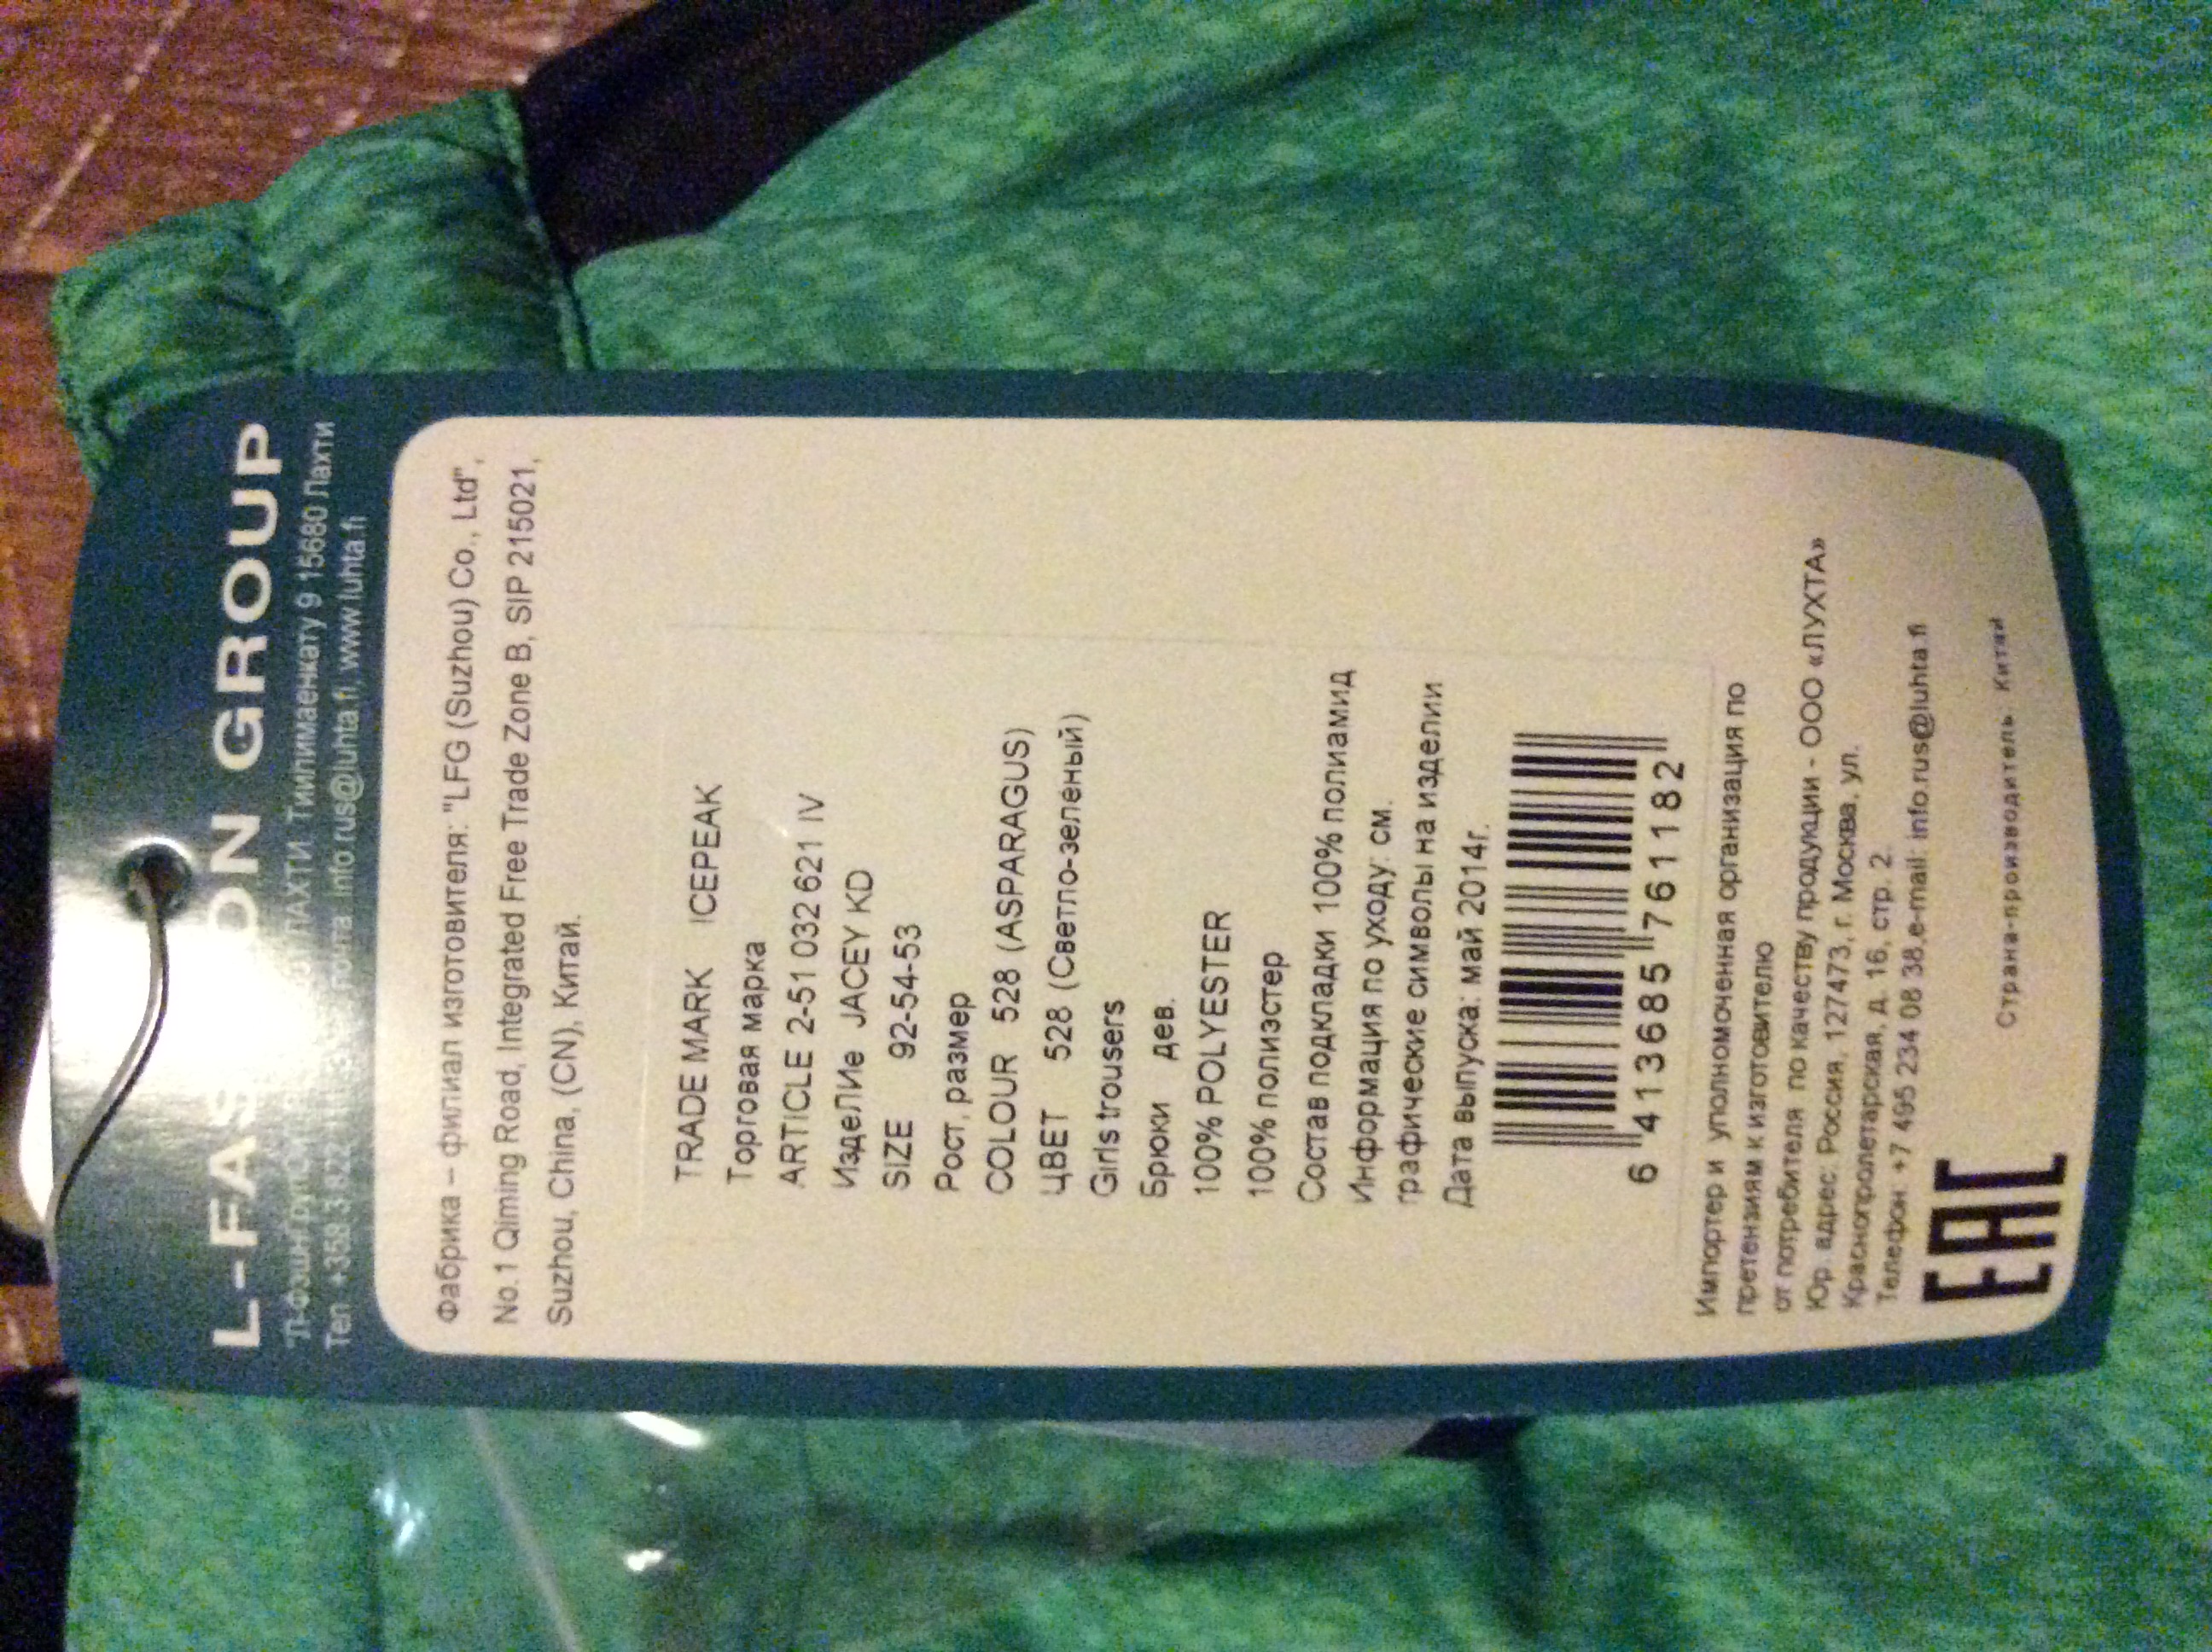 L-FAS ON GROUP
ЛАХТИ Тиилимаенкату 9 15680 Лахти
Тел +358 3 822 info.rus@luhta.fi, www.luhta.fi
Фабрика – филиал изготовителя: "LFG (Suzhou) Co., Ltd",
No.1 Qiming Road, Integrated Free Trade Zone B, SIP 215021,
Suzhou, China, (CN), Китай.
TRADE MARK ICEPEAK
Торговая марка
ARTICLE 2-51 032 621 IV
ИздеЛИе JACEY KD
SIZE 92-54-53
Рост, размер
COLOUR 528 (ASPARAGUS)
ЦВЕТ 528 (Светло-зеленый)
Girls trousers
Брюки дев.
100% POLYESTER
100% полиэстер
Состав подкладки 100% полиамид
Информация по уходу: см.
графические символы на изделии
Дата выпуска: май 2014г.
6 413685 761182
Импортер и уполномоченная организация по
претензиям к изготовителю
от потребителя по качеству продукции - ООО «ЛУХТА»
Юр. адрес: Россия, 127473, г. Москва, ул.
Краснопролетарская, д. 16, стр. 2.
Телефон: +7 495 234 08 38,e-mail: info.rus@luhta.fi
EAC
Страна-производитель Китай